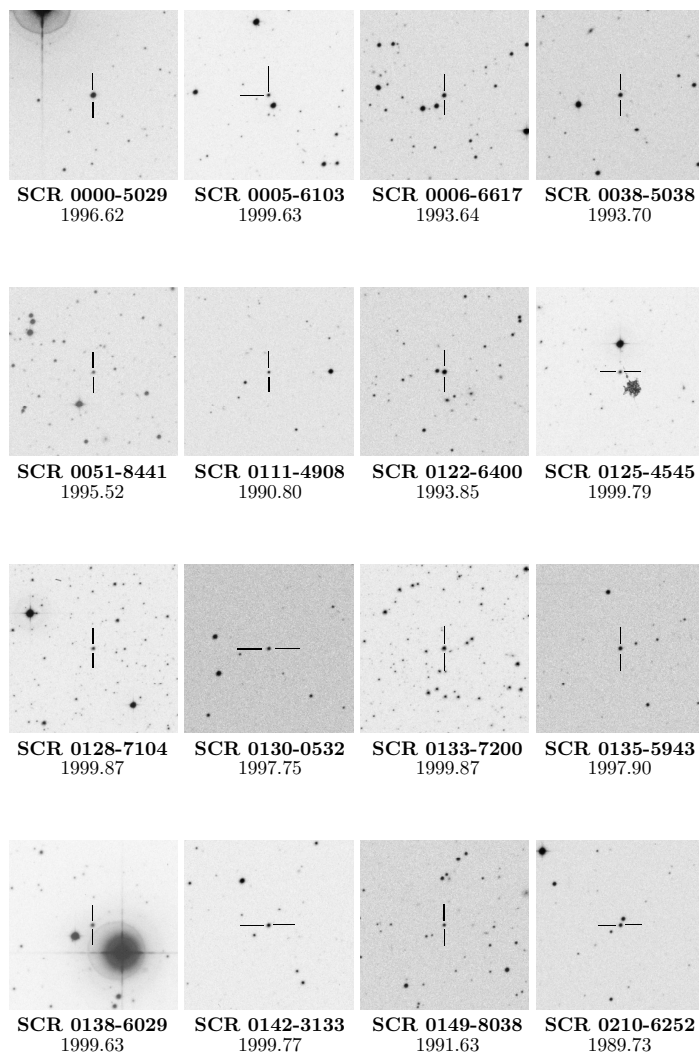 SCR 0000-5029 SCR 0005-6103 SCR 0006-6617 SCR 0038-5038
1996.62 1999.63 1993.64 1993.70
SCR 0051-8441 SCR 0111-4908 SCR 0122-6400 SCR 0125-4545
1995.52 1990.80 1993.85 1999.79
SCR 0128-7104 SCR 0130-0532 SCR 0133-7200 SCR 0135-5943
1999.87 1997.75 1999.87 1997.90
SCR 0138-6029 SCR 0142-3133 SCR 0149-8038 SCR 0210-6252
1999.63 1999.77 1991.63 1989.73